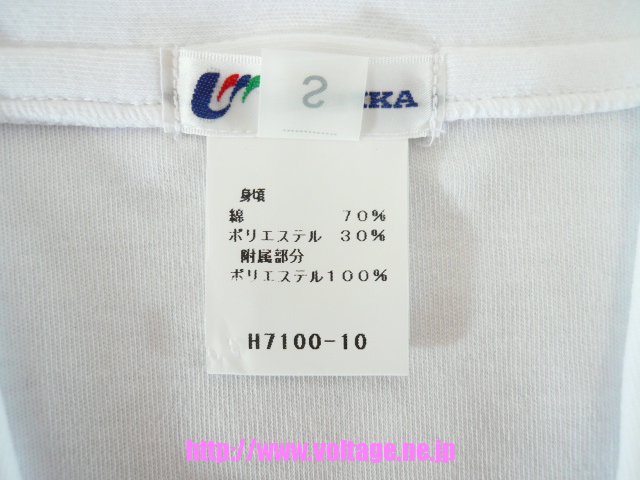 S
KKA
身頃
綿 70%
ポリエステル 30%
附属部分
ポリエステル100%
H7100-10
http://www.voltage.ne.jp